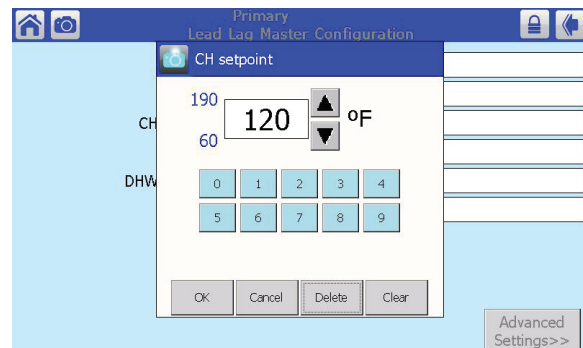 Primary
Lead Lag Master Configuration
CH setpoint
190
120 °F
60
CH
DHW
0 1 2 3 4
5 6 7 8 9
OK Cancel Delete Clear
Advanced
Settings>>